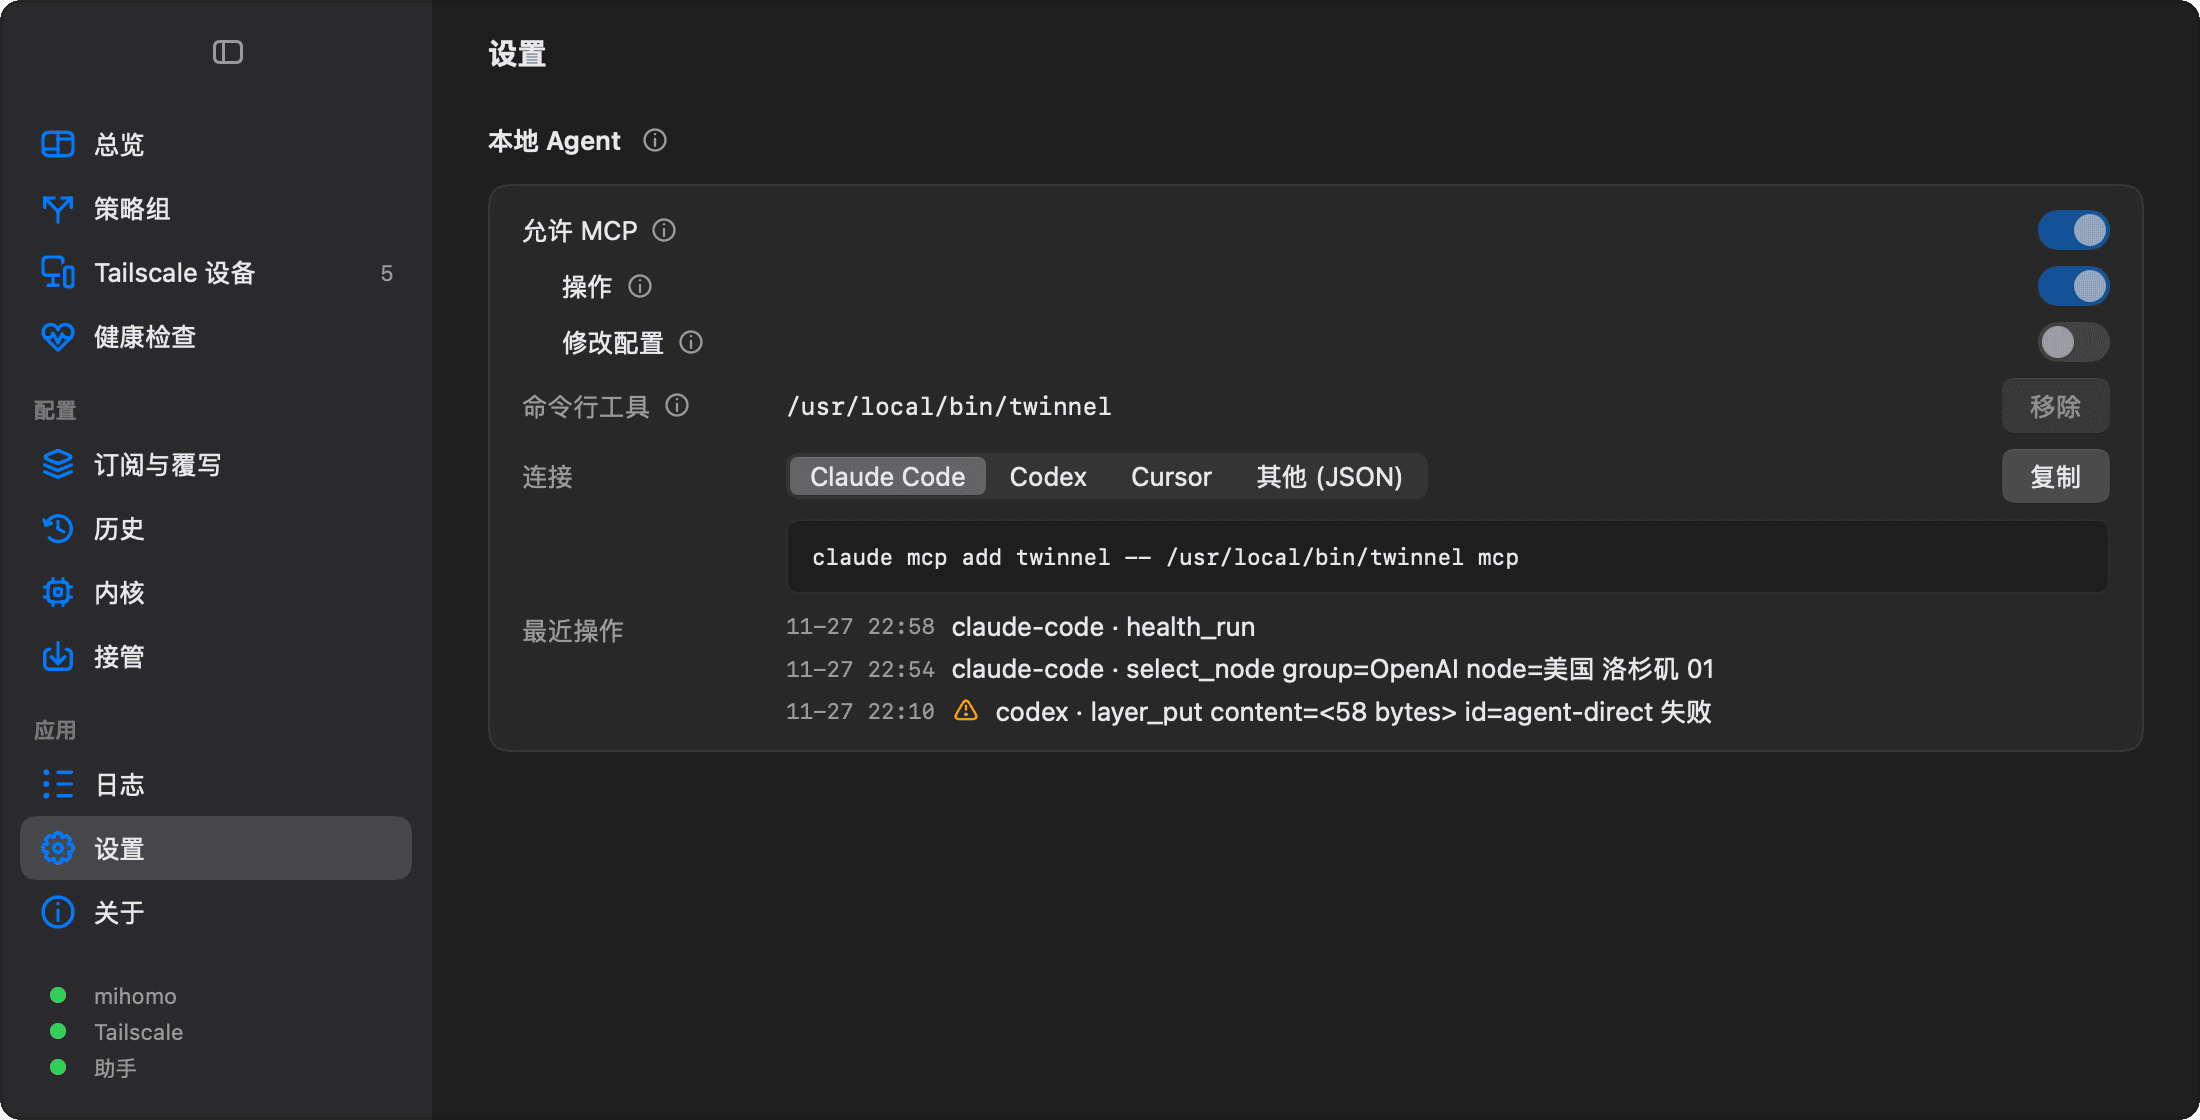 总览
策略组
Tailscale 设备 5
健康检查
配置
订阅与覆写
历史
内核
接管
应用
日志
设置
关于
mihomo
Tailscale
助手
设置
本地 Agent
允许 MCP
操作
修改配置
命令行工具 /usr/local/bin/twinnel 移除
连接 Claude Code Codex Cursor 其他 (JSON) 复制
claude mcp add twinnel -- /usr/local/bin/twinnel mcp
最近操作 11-27 22:58 claude-code · health_run
11-27 22:54 claude-code · select_node group=OpenAI node=美国 洛杉矶 01
11-27 22:10 codex · layer_put content=<58 bytes> id=agent-direct 失败